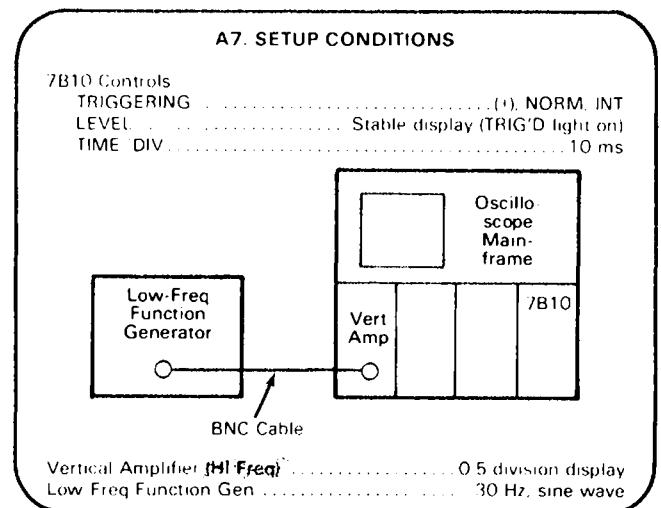 A7. SETUP CONDITIONS
7B10 Controls
TRIGGERING . . . . . . . . . . . . . . . . . . . . . . . (+), NORM, INT
LEVEL . . . . . . . . . . . . . . . Stable display (TRIG'D light on)
TIME DIV . . . . . . . . . . . . . . . . . . . . . . . . . . . . . . . 10 ms
Oscillo-
scope
Main-
frame
Low-Freq
Function
Generator
Vert
Amp
7B10
BNC Cable
Vertical Amplifier (HI Freq) . . . . . . . . . . . . . . 0.5 division display
Low Freq Function Gen . . . . . . . . . . . . . . . . 30 Hz, sine wave